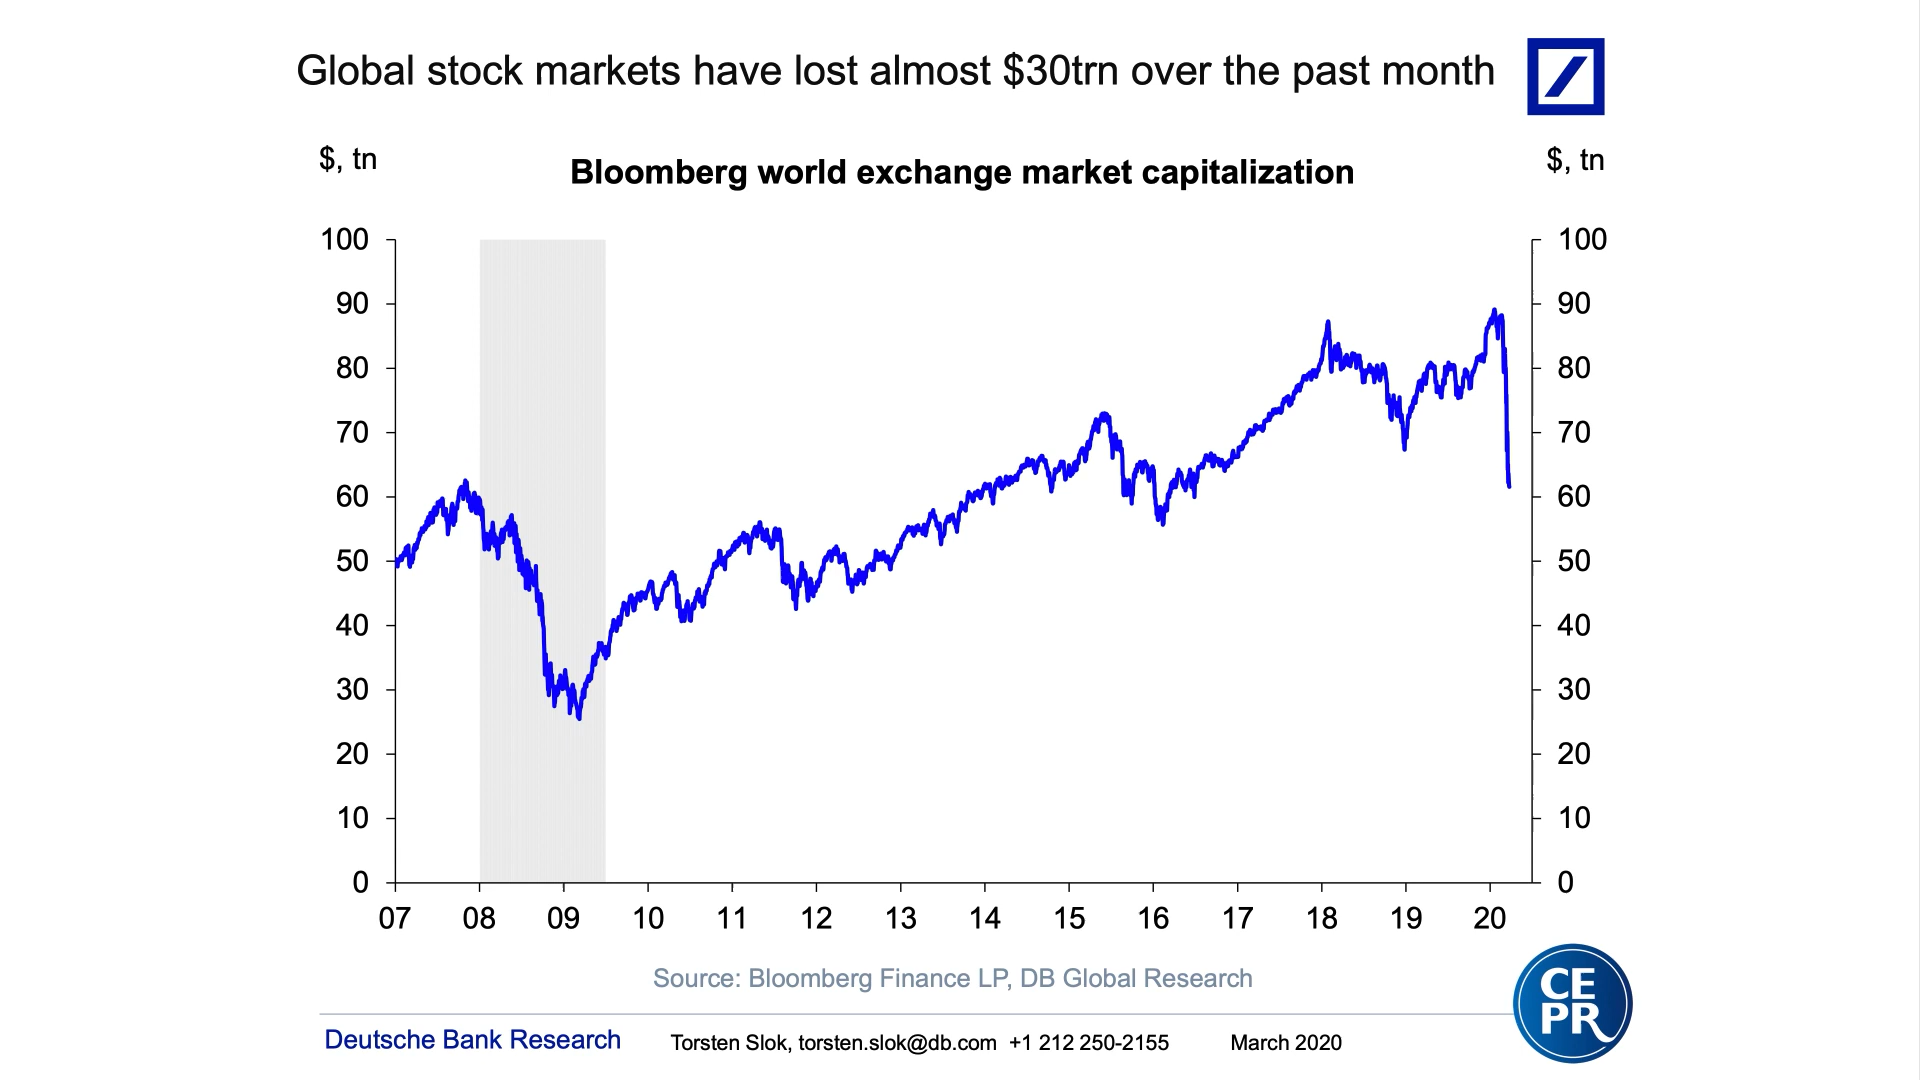 Global stock markets have lost almost $30trn over the past month
$, tn
Bloomberg world exchange market capitalization
$, tn
100
90
80
70
60
50
40
30
20
10
0
100
90
80
70
60
50
40
30
20
10
0
07 08 09 10 11 12 13 14 15 16 17 18 19 20
Source: Bloomberg Finance LP, DB Global Research
CE
PR
Deutsche Bank Research Torsten Slok, torsten.slok@db.com +1 212 250-2155 March 2020